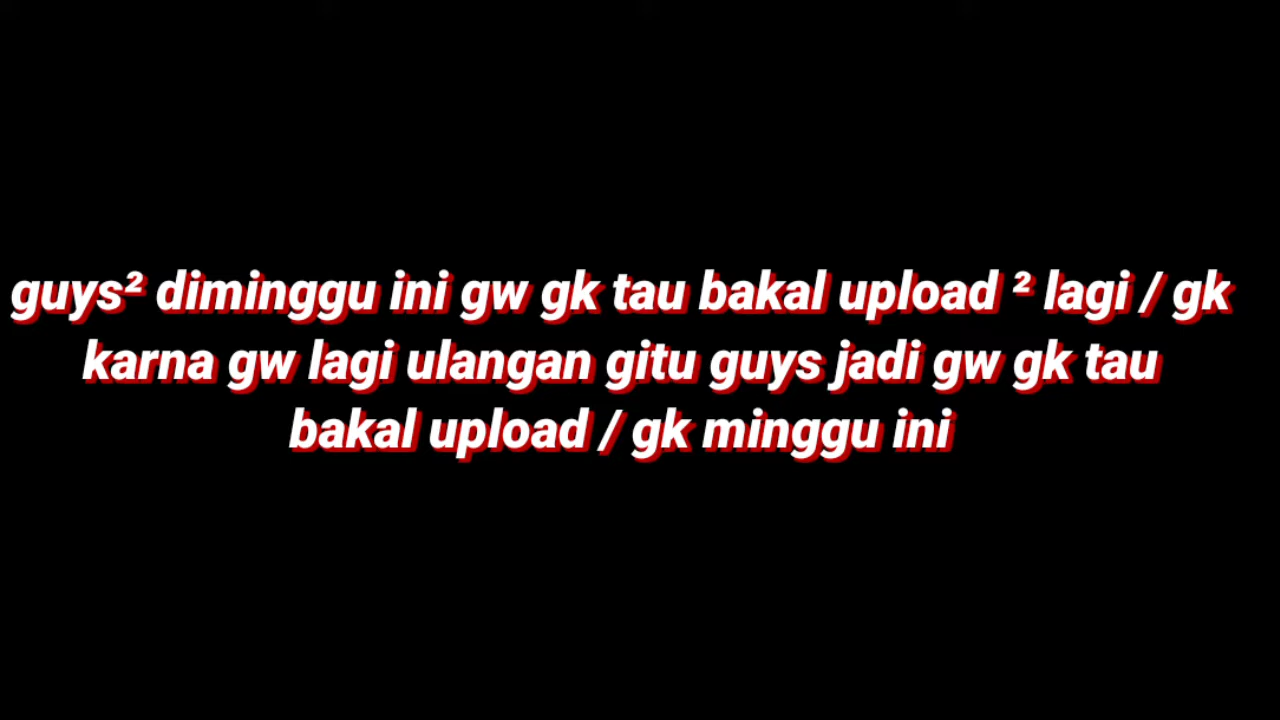 guys² diminggu ini gw gk tau bakal upload ² lagi / gk
karna gw lagi ulangan gitu guys jadi gw gk tau
bakal upload / gk minggu ini